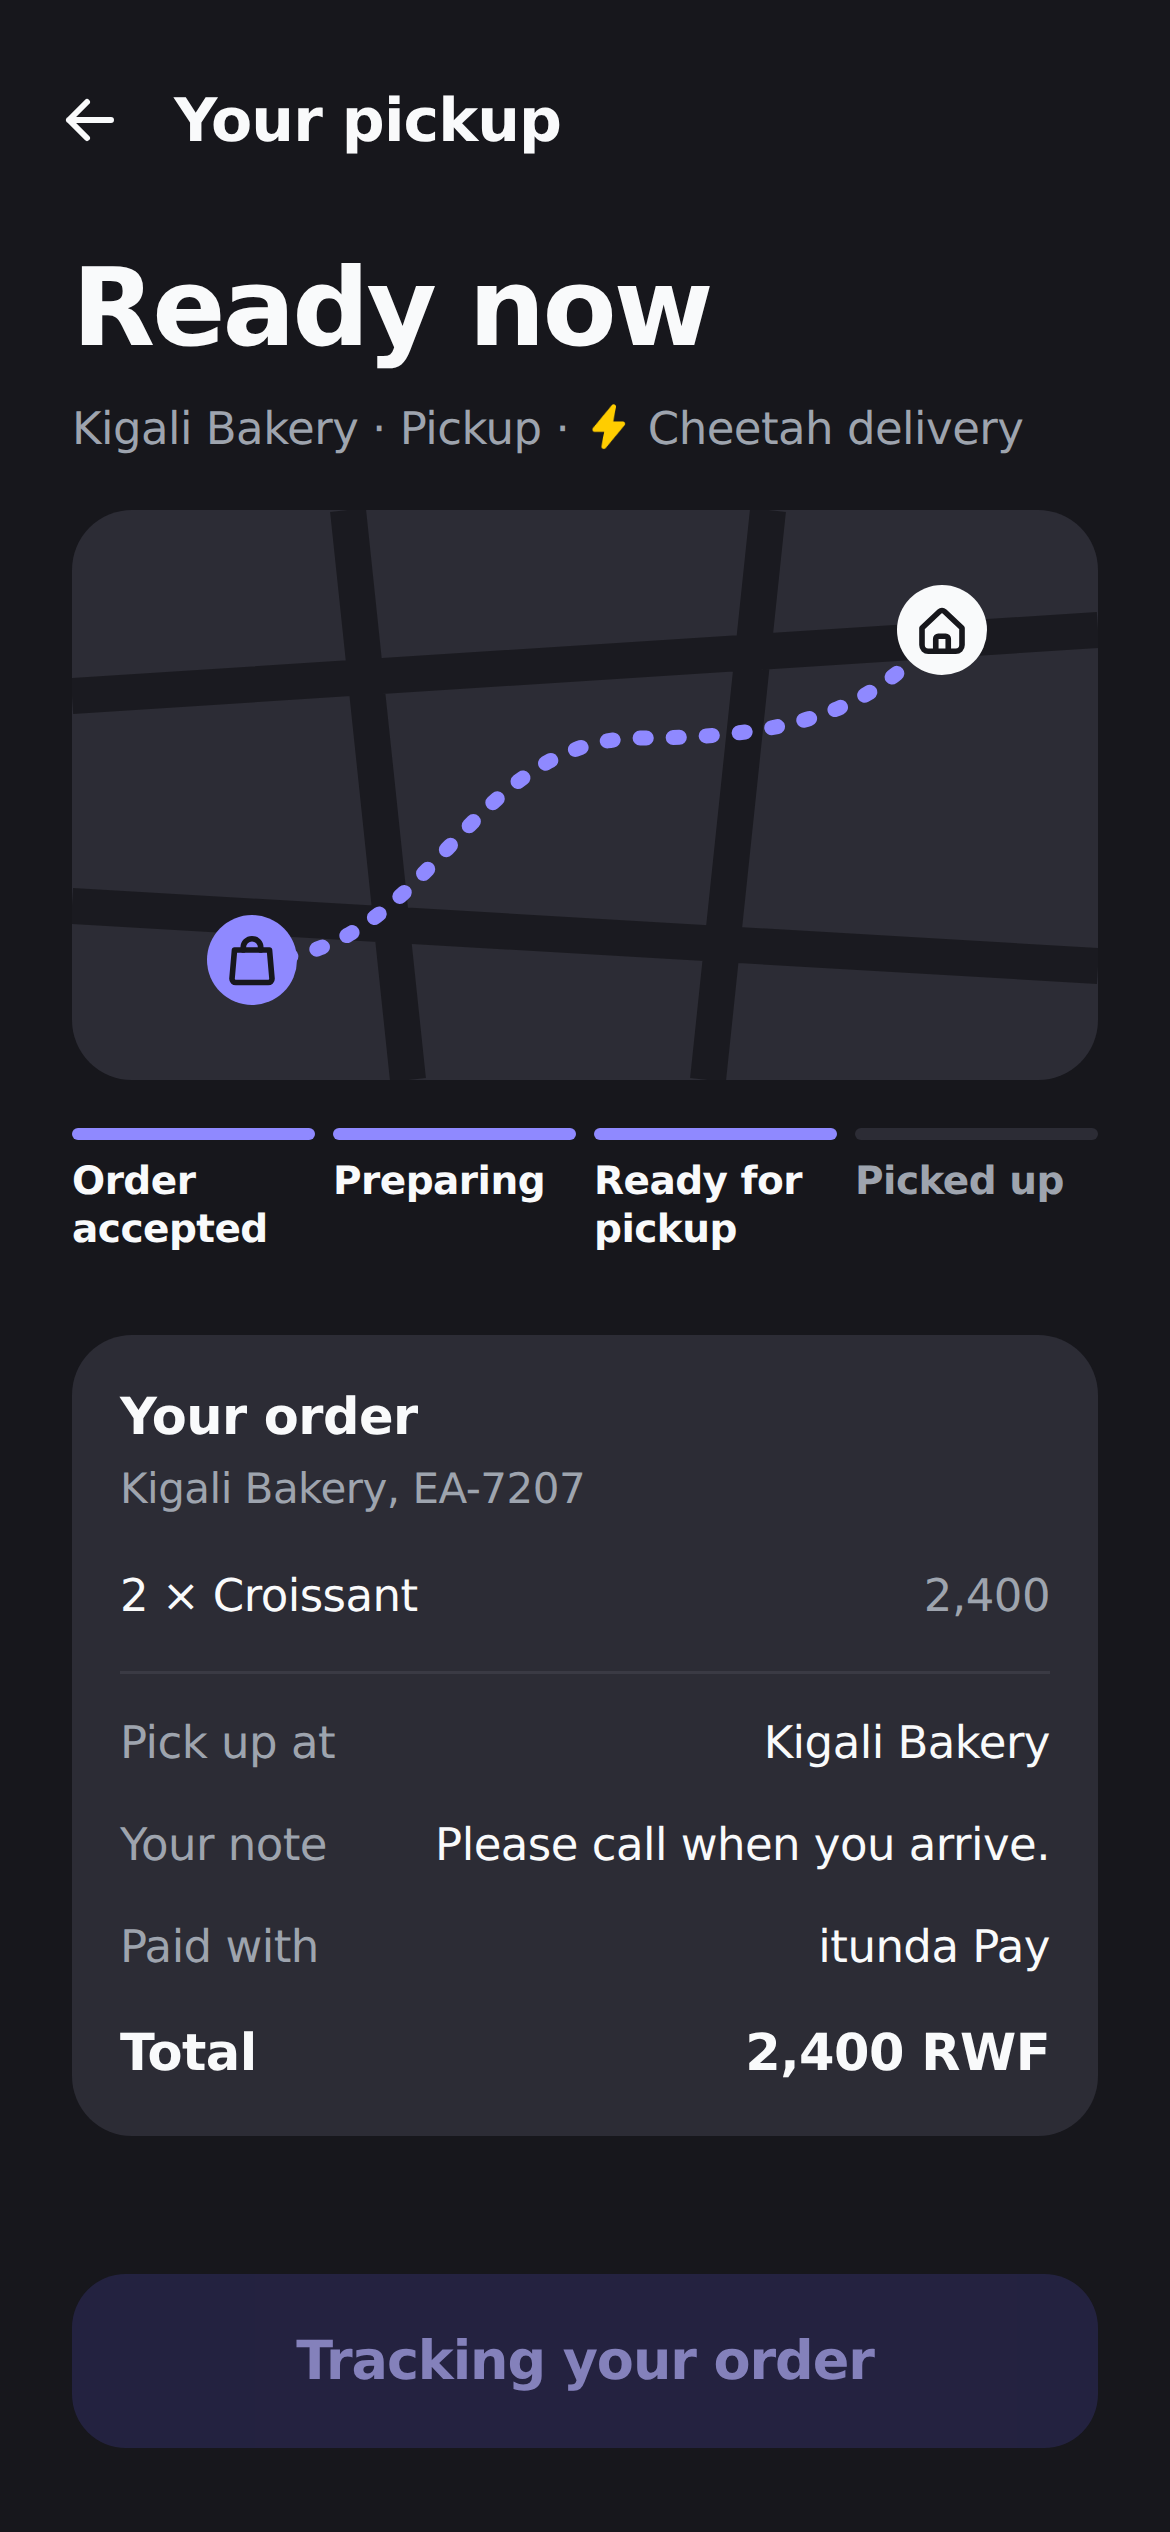 Your pickup
Ready now
Kigali Bakery · Pickup · ⚡ Cheetah delivery
Order accepted
Preparing
Ready for pickup
Picked up
Your order
Kigali Bakery, EA-7207
2 × Croissant 2,400
Pick up at Kigali Bakery
Your note Please call when you arrive.
Paid with itunda Pay
Total 2,400 RWF
Tracking your order